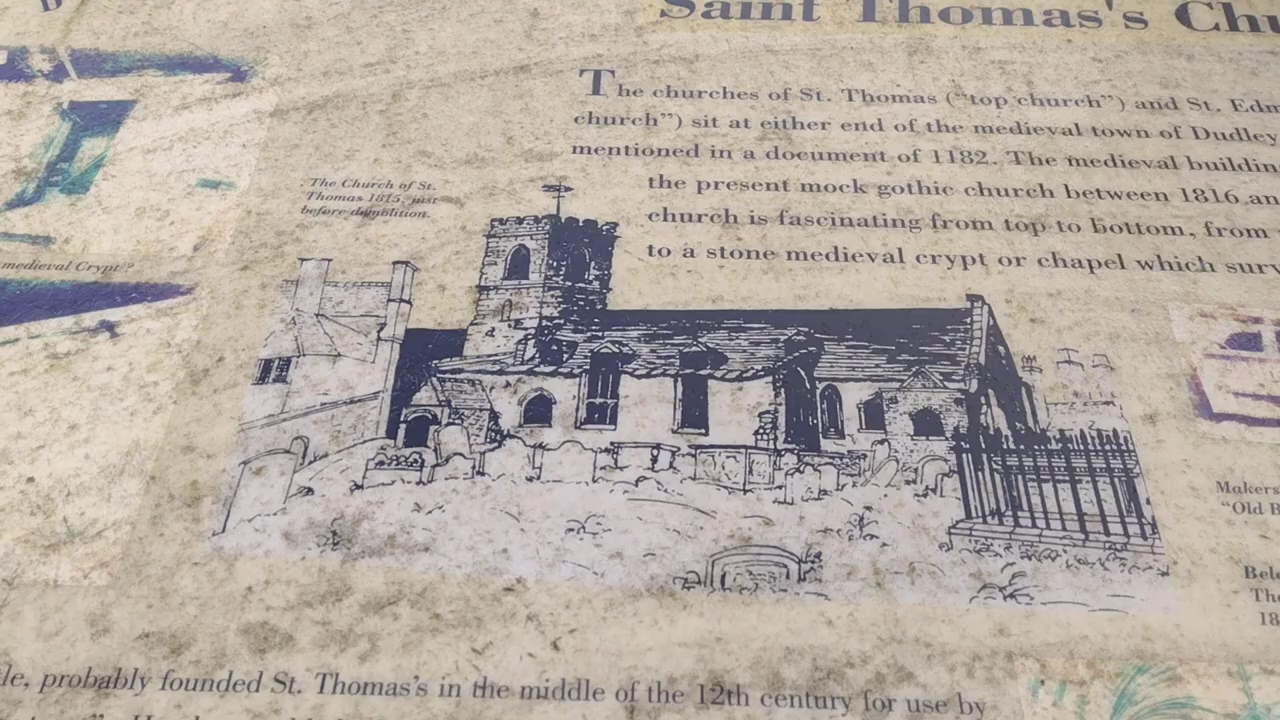 Saint Thomas's Chu
The churches of St. Thomas (“top church”) and St. Edm
church”) sit at either end of the medieval town of Dudley
mentioned in a document of 1182. The medieval buildin
the present mock gothic church between 1816 an
church is fascinating from top to bottom, from
to a stone medieval crypt or chapel which surv
The Church of St.
Thomas 1815, just
before demolition.
medieval Crypt ?
Makers
“Old B
Bel
The
18
le, probably founded St. Thomas's in the middle of the 12th century for use by